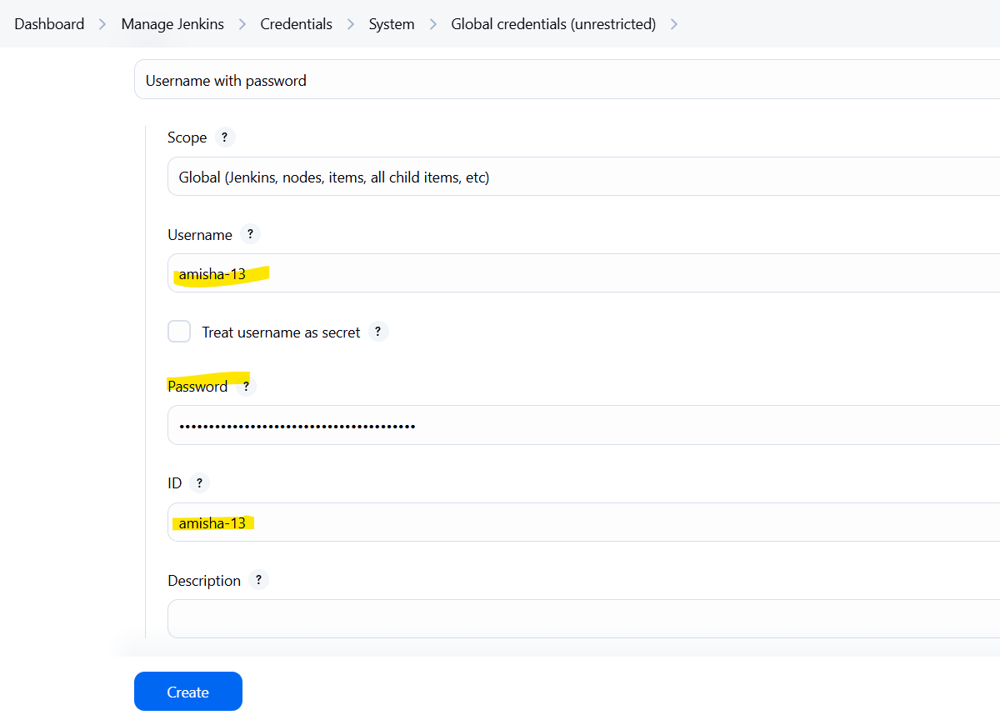 Dashboard > Manage Jenkins > Credentials > System > Global credentials (unrestricted) >
Username with password
Scope ?
Global (Jenkins, nodes, items, all child items, etc)
Username ?
amisha-13
Treat username as secret ?
Password ?
••••••••••••••••••••••••••••••••••••••••
ID ?
amisha-13
Description ?
Create